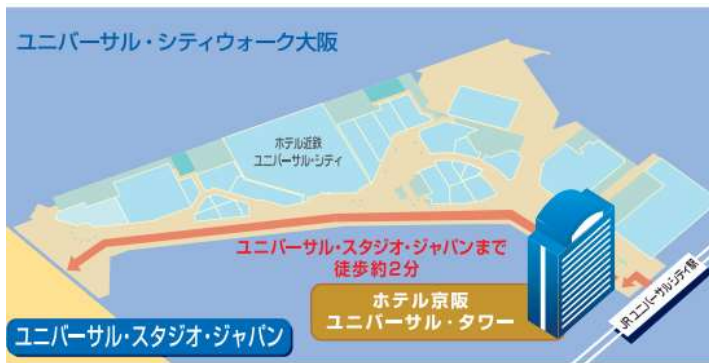 ユニバーサル・シティウォーク大阪
ホテル近鉄
ユニバーサル・シティ
ユニバーサル・スタジオ・ジャパンまで
徒歩約2分
ホテル京阪
ユニバーサル・タワー
JRユニバーサルシティ駅
ユニバーサル・スタジオ・ジャパン